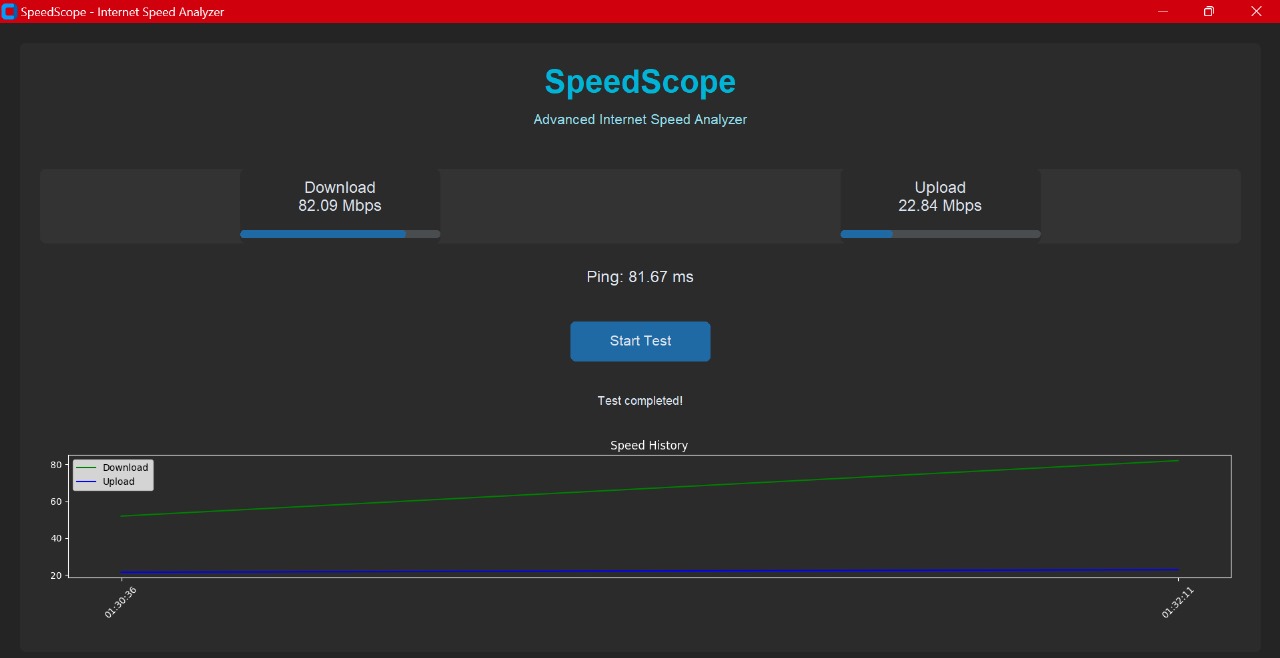 SpeedScope - Internet Speed Analyzer
SpeedScope
Advanced Internet Speed Analyzer
Download
82.09 Mbps
Upload
22.84 Mbps
Ping: 81.67 ms
Start Test
Test completed!
Speed History
Download
Upload
80
60
40
20
01:30:36
01:32:11